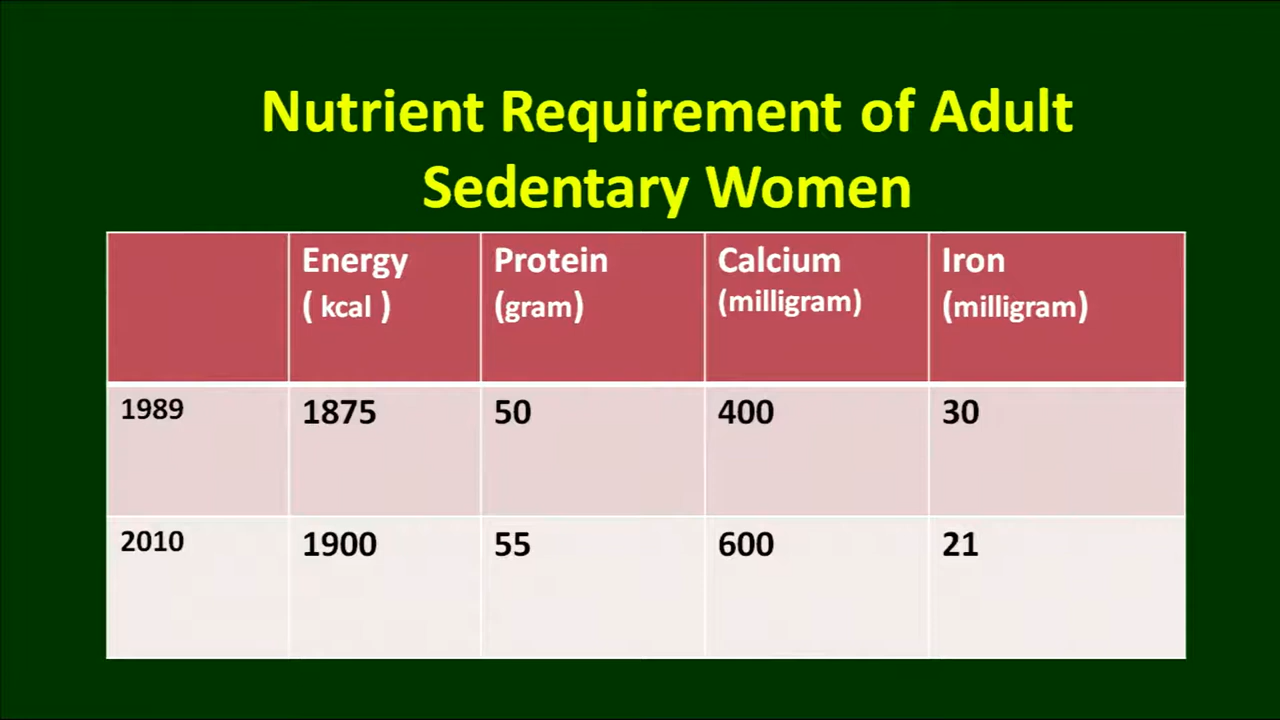 Nutrient Requirement of Adult
Sedentary Women
Energy Protein Calcium Iron
( kcal ) (gram) (milligram) (milligram)
1989 1875 50 400 30
2010 1900 55 600 21